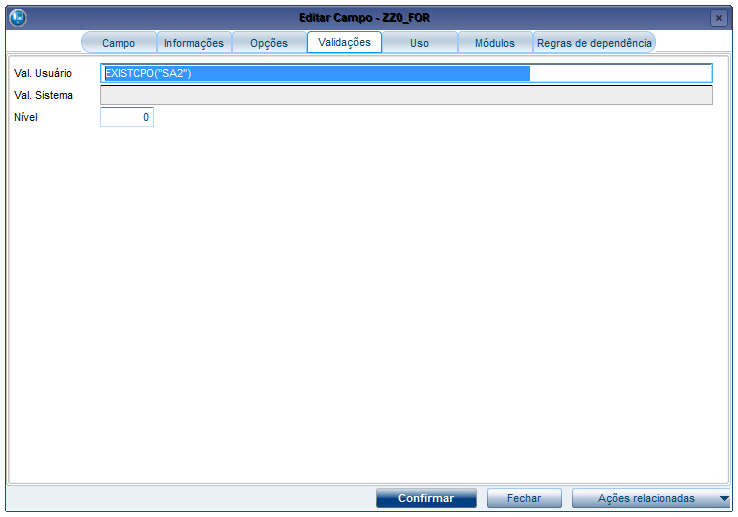 Editar Campo - ZZ0_FOR
Campo Informações Opções Validações Uso Módulos Regras de dependência
Val. Usuário EXISTCPO("SA2")
Val. Sistema
Nível 0
Confirmar Fechar Ações relacionadas